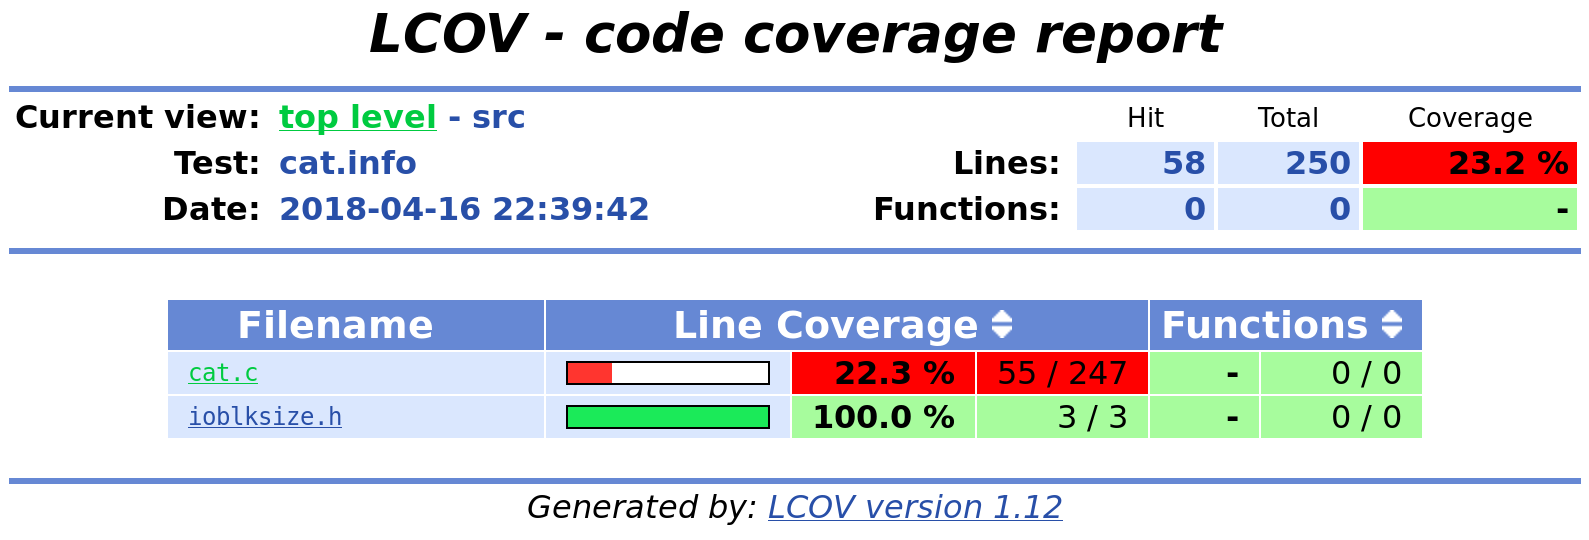 LCOV - code coverage report
Current view: top level - src Hit Total Coverage
Test: cat.info Lines: 58 250 23.2 %
Date: 2018-04-16 22:39:42 Functions: 0 0 -
Filename Line Coverage Functions
cat.c 22.3 % 55 / 247 - 0 / 0
ioblksize.h 100.0 % 3 / 3 - 0 / 0
Generated by: LCOV version 1.12